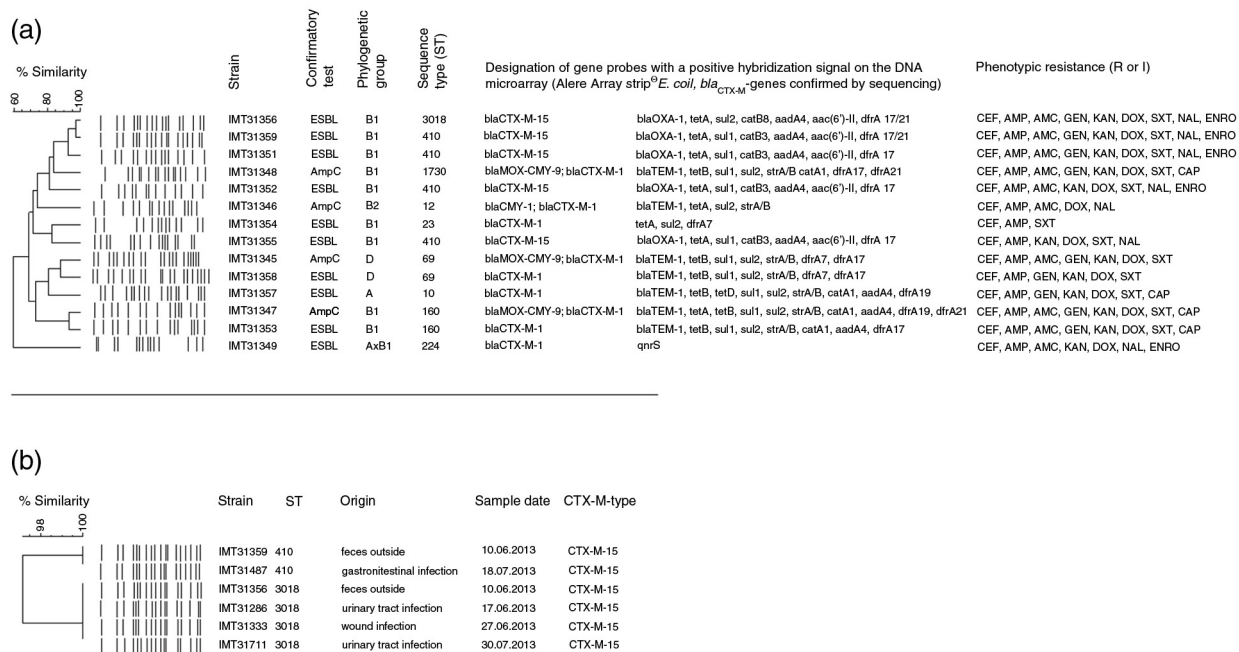 (a)
% Similarity
60
80
100
Strain
Confirmatory test
Phylogenetic group
Sequence type (ST)
Designation of gene probes with a positive hybridization signal on the DNA
microarray (Alere Array strip⊖E. coil, blaCTX-M-genes confirmed by sequencing)
Phenotypic resistance (R or I)
IMT31356 ESBL B1 3018 blaCTX-M-15 blaOXA-1, tetA, sul2, catB8, aadA4, aac(6')-II, dfrA 17/21 CEF, AMP, AMC, GEN, KAN, DOX, SXT, NAL, ENRO
IMT31359 ESBL B1 410 blaCTX-M-15 blaOXA-1, tetA, sul1, catB3, aadA4, aac(6')-II, dfrA 17/21 CEF, AMP, AMC, GEN, KAN, DOX, SXT, NAL, ENRO
IMT31351 ESBL B1 410 blaCTX-M-15 blaOXA-1, tetA, sul1, catB3, aadA4, aac(6')-II, dfrA 17 CEF, AMP, AMC, GEN, KAN, DOX, SXT, NAL, ENRO
IMT31348 AmpC B1 1730 blaMOX-CMY-9; blaCTX-M-1 blaTEM-1, tetB, sul1, sul2, strA/B catA1, dfrA17, dfrA21 CEF, AMP, AMC, GEN, KAN, DOX, SXT, CAP
IMT31352 ESBL B1 410 blaCTX-M-15 blaOXA-1, tetA, sul1, catB3, aadA4, aac(6')-II, dfrA 17 CEF, AMP, AMC, KAN, DOX, SXT, NAL, ENRO
IMT31346 AmpC B2 12 blaCMY-1; blaCTX-M-1 blaTEM-1, tetA, sul2, strA/B CEF, AMP, AMC, DOX, NAL
IMT31354 ESBL B1 23 blaCTX-M-1 tetA, sul2, dfrA7 CEF, AMP, SXT
IMT31355 ESBL B1 410 blaCTX-M-15 blaOXA-1, tetA, sul1, catB3, aadA4, aac(6')-II, dfrA 17 CEF, AMP, KAN, DOX, SXT, NAL
IMT31345 AmpC D 69 blaMOX-CMY-9; blaCTX-M-1 blaTEM-1, tetB, sul1, sul2, strA/B, dfrA7, dfrA17 CEF, AMP, AMC, GEN, KAN, DOX, SXT
IMT31358 ESBL D 69 blaCTX-M-1 blaTEM-1, tetB, sul1, sul2, strA/B, dfrA7, dfrA17 CEF, AMP, GEN, KAN, DOX, SXT
IMT31357 ESBL A 10 blaCTX-M-1 blaTEM-1, tetB, tetD, sul1, sul2, strA/B, catA1, aadA4, dfrA19 CEF, AMP, GEN, KAN, DOX, SXT, CAP
IMT31347 AmpC B1 160 blaMOX-CMY-9; blaCTX-M-1 blaTEM-1, tetA, tetB, sul1, sul2, strA/B, catA1, aadA4, dfrA19, dfrA21 CEF, AMP, AMC, GEN, KAN, DOX, SXT, CAP
IMT31353 ESBL B1 160 blaCTX-M-1 blaTEM-1, tetB, sul1, sul2, strA/B, catA1, aadA4, dfrA17 CEF, AMP, AMC, GEN, KAN, DOX, SXT, CAP
IMT31349 ESBL AxB1 224 blaCTX-M-1 qnrS CEF, AMP, AMC, KAN, DOX, NAL, ENRO
(b)
% Similarity
98
100
Strain ST Origin Sample date CTX-M-type
IMT31359 410 feces outside 10.06.2013 CTX-M-15
IMT31487 410 gastronitestinal infection 18.07.2013 CTX-M-15
IMT31356 3018 feces outside 10.06.2013 CTX-M-15
IMT31286 3018 urinary tract infection 17.06.2013 CTX-M-15
IMT31333 3018 wound infection 27.06.2013 CTX-M-15
IMT31711 3018 urinary tract infection 30.07.2013 CTX-M-15